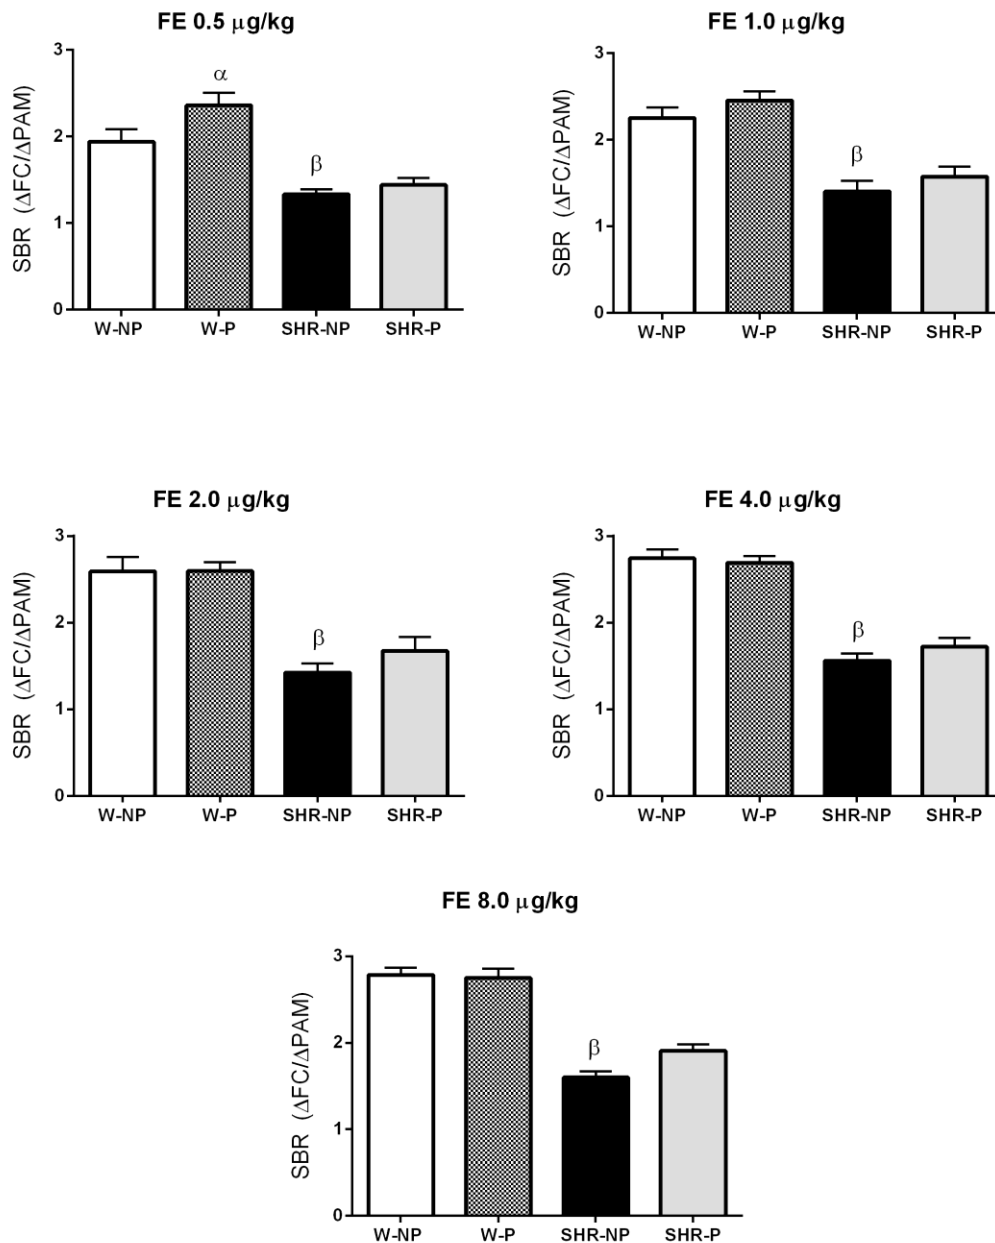 FE 0.5 μg/kg
SBR (ΔFC/ΔPAM)
3
2
1
0
α
β
W-NP W-P SHR-NP SHR-P
FE 1.0 μg/kg
SBR (ΔFC/ΔPAM)
3
2
1
0
β
W-NP W-P SHR-NP SHR-P
FE 2.0 μg/kg
SBR (ΔFC/ΔPAM)
3
2
1
0
β
W-NP W-P SHR-NP SHR-P
FE 4.0 μg/kg
SBR (ΔFC/ΔPAM)
3
2
1
0
β
W-NP W-P SHR-NP SHR-P
FE 8.0 μg/kg
SBR (ΔFC/ΔPAM)
3
2
1
0
β
W-NP W-P SHR-NP SHR-P